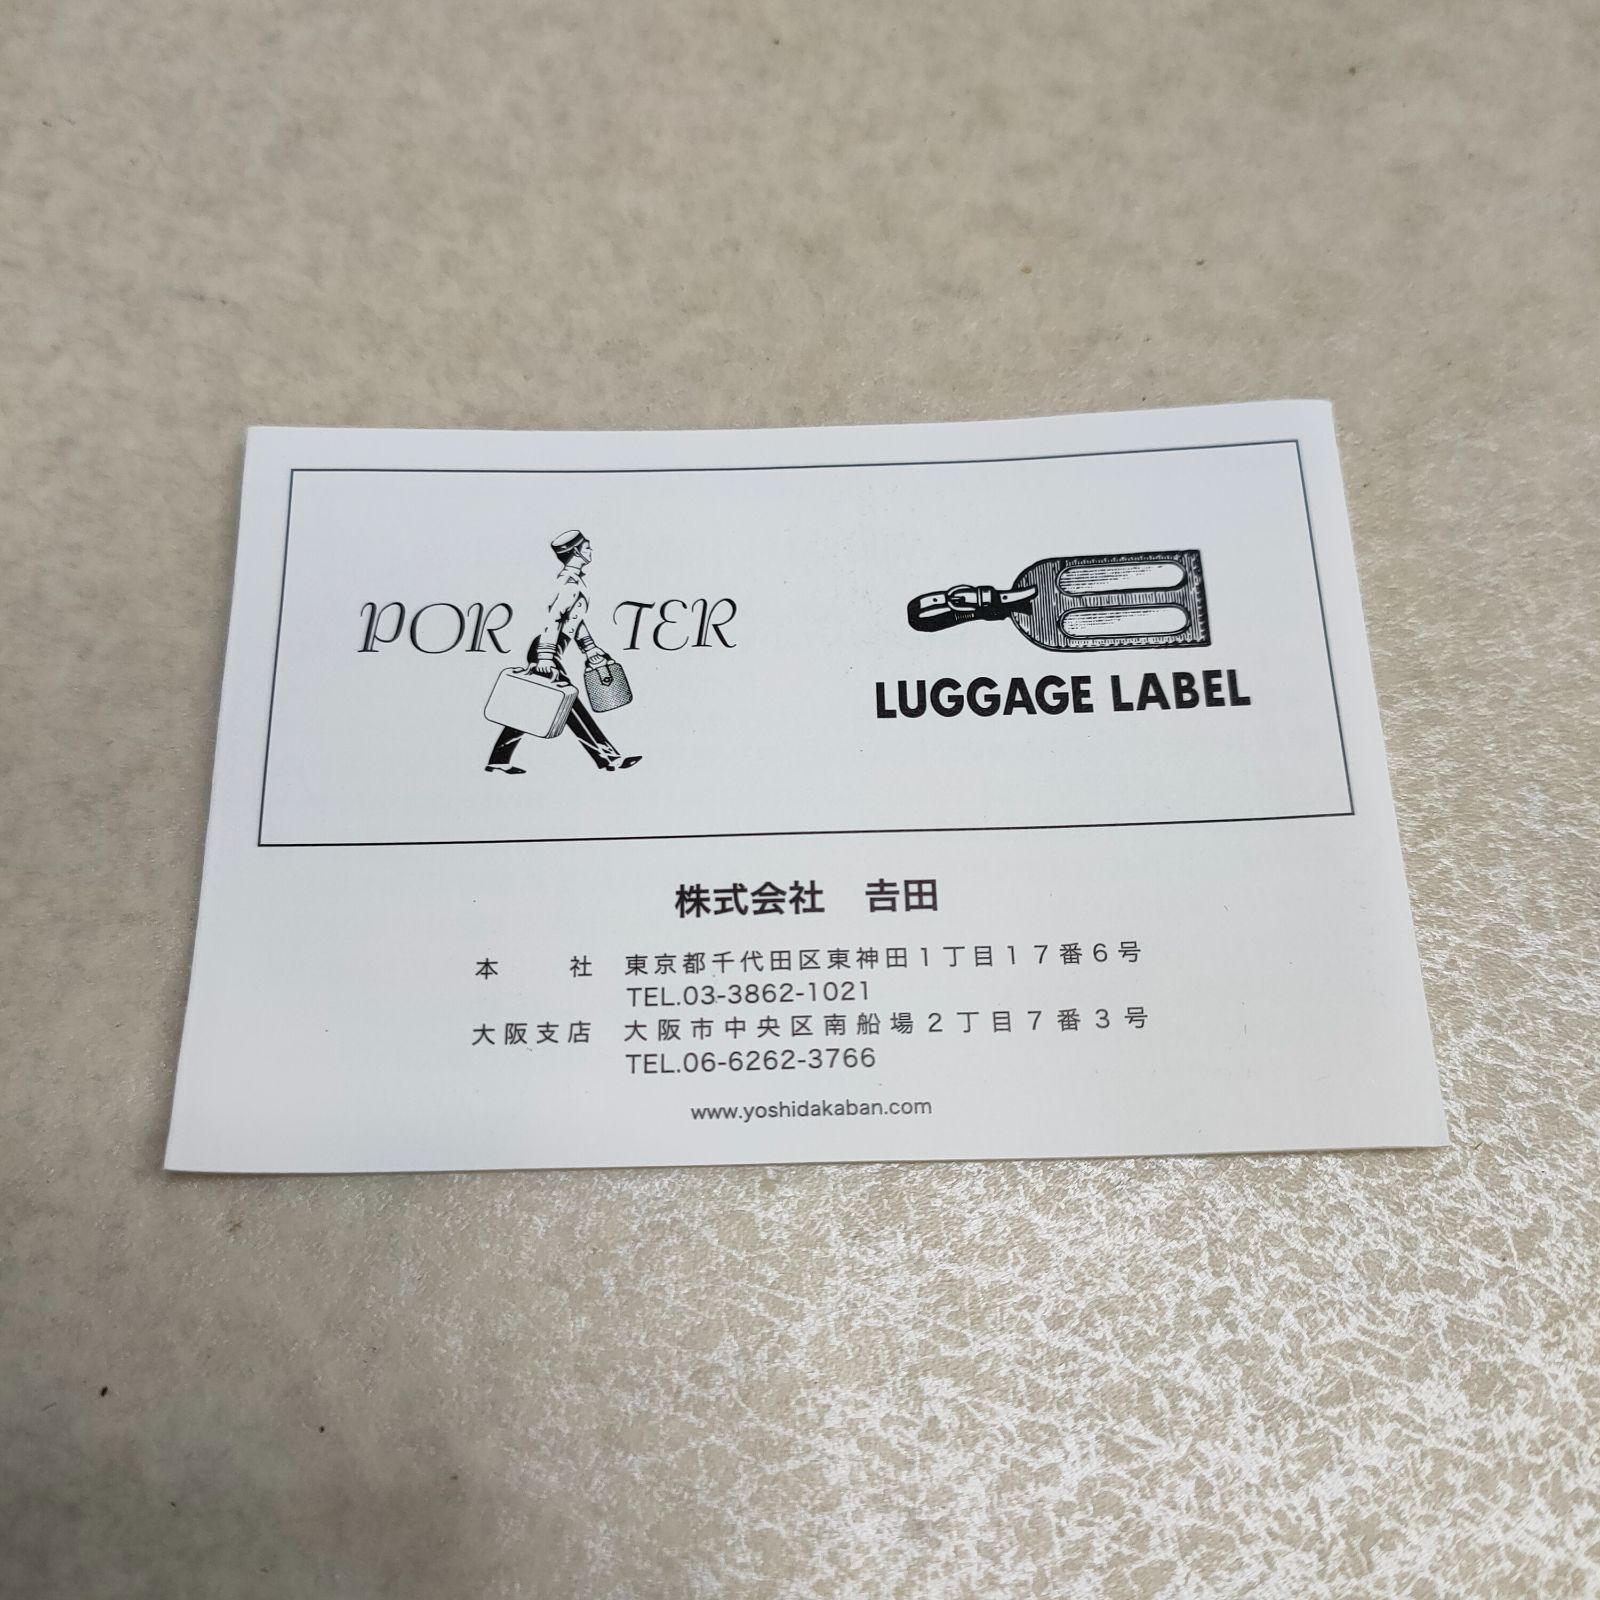 PORTER
LUGGAGE LABEL
株式会社　𠮷田
本　　社　東京都千代田区東神田１丁目１７番６号
TEL.03-3862-1021
大阪支店　大阪市中央区南船場２丁目７番３号
TEL.06-6262-3766
www.yoshidakaban.com